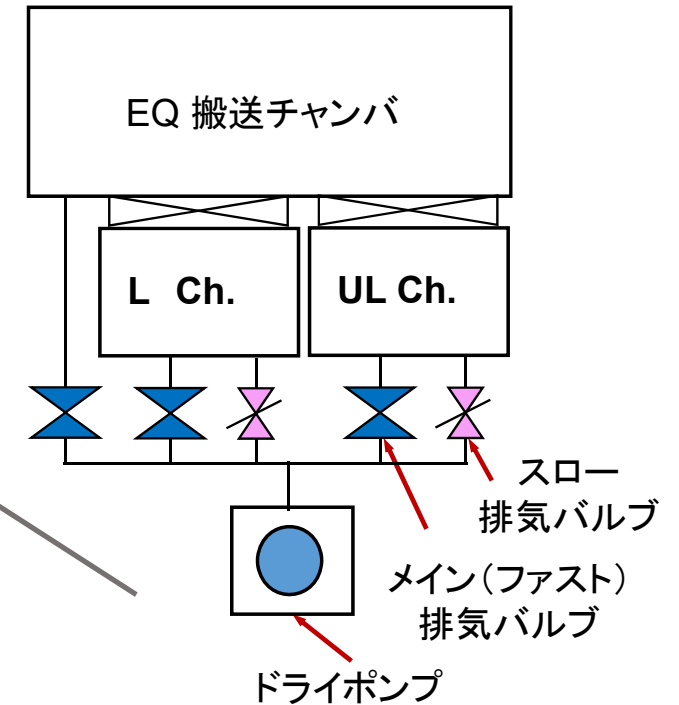 EQ 搬送チャンバ
L Ch.
UL Ch.
スロー
排気バルブ
メイン（ファスト）
排気バルブ
ドライポンプ